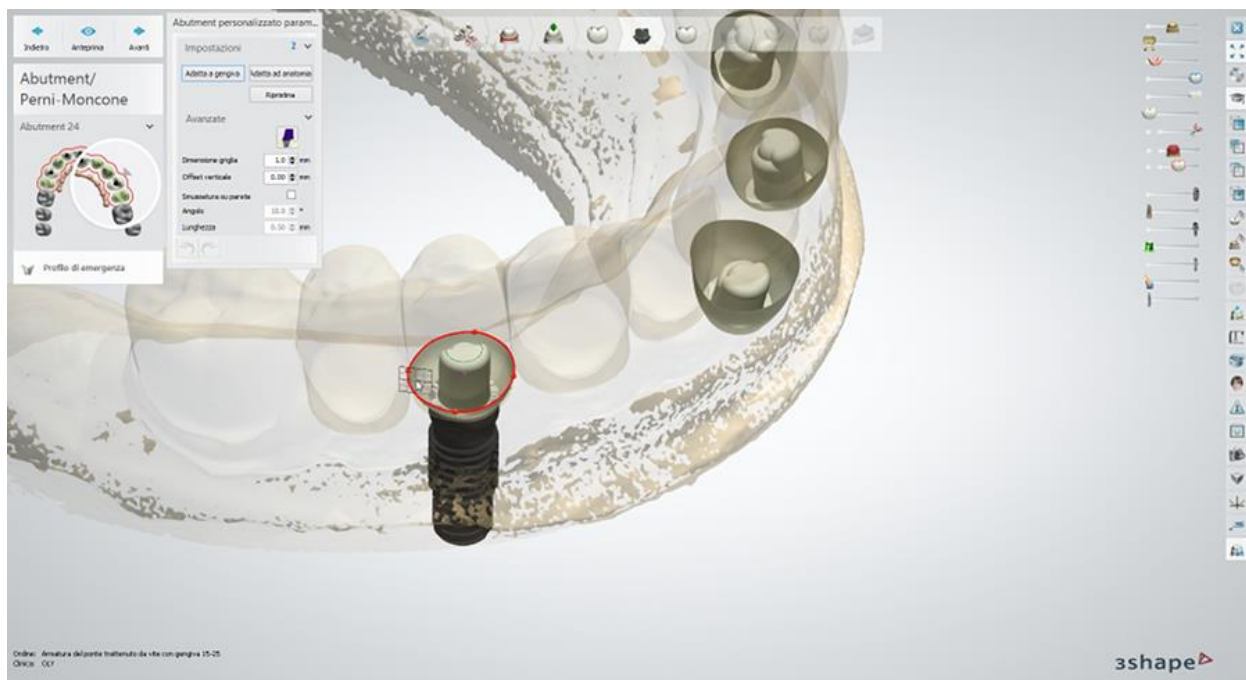 Indietro
Anteprima
Avanti
Abutment/
Perni-Moncone
Abutment 24
Profilo di emergenza
Abutment personalizzato param...
Impostazioni 2
Adatta a gengiva
Adatta ad anatomia
Ripristina
Avanzate
Dimensione griglia 1.0 mm
Offset verticale 0.00 mm
Smussatura su parete
Angolo 10.0 °
Lunghezza 0.50 mm
Ordine: Armatura del ponte trattenuto da vite con gengiva 15-25
Clinica:
3shape